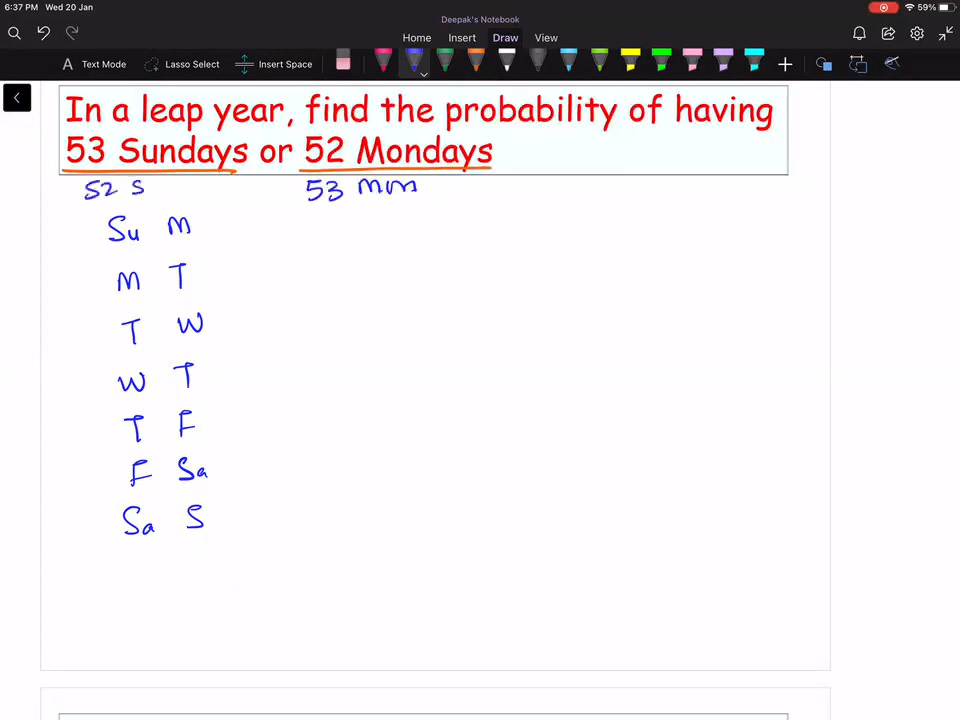 6:37 PM Wed 20 Jan
59%
Deepak's Notebook
Home Insert Draw View
Text Mode Lasso Select Insert Space
In a leap year, find the probability of having
53 Sundays or 52 Mondays
52 S 53 mon
Su M
M T
T W
W T
T F
F Sa
Sa S